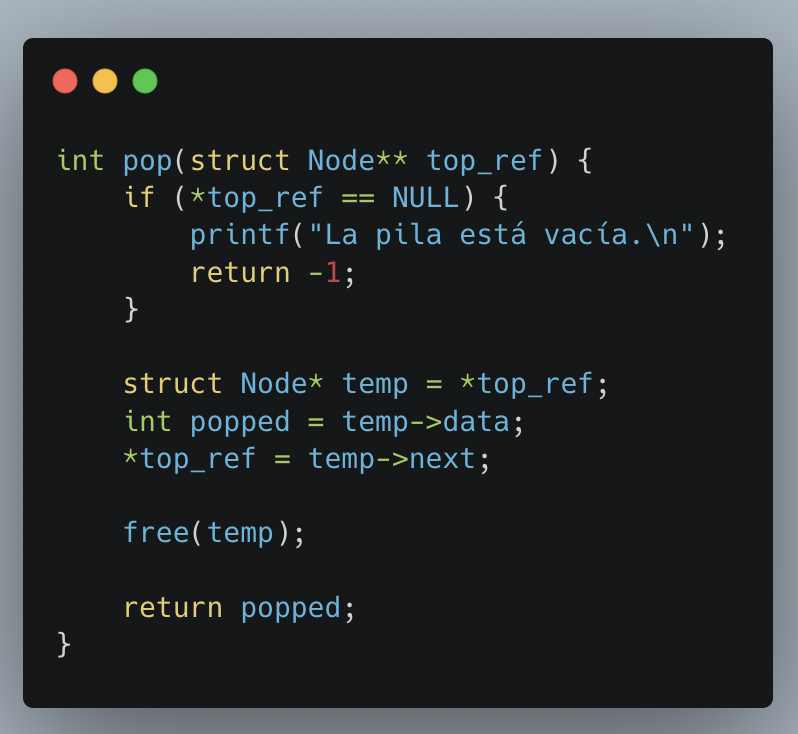 int pop(struct Node** top_ref) {
    if (*top_ref == NULL) {
        printf("La pila está vacía.\n");
        return -1;
    }

    struct Node* temp = *top_ref;
    int popped = temp->data;
    *top_ref = temp->next;

    free(temp);

    return popped;
}